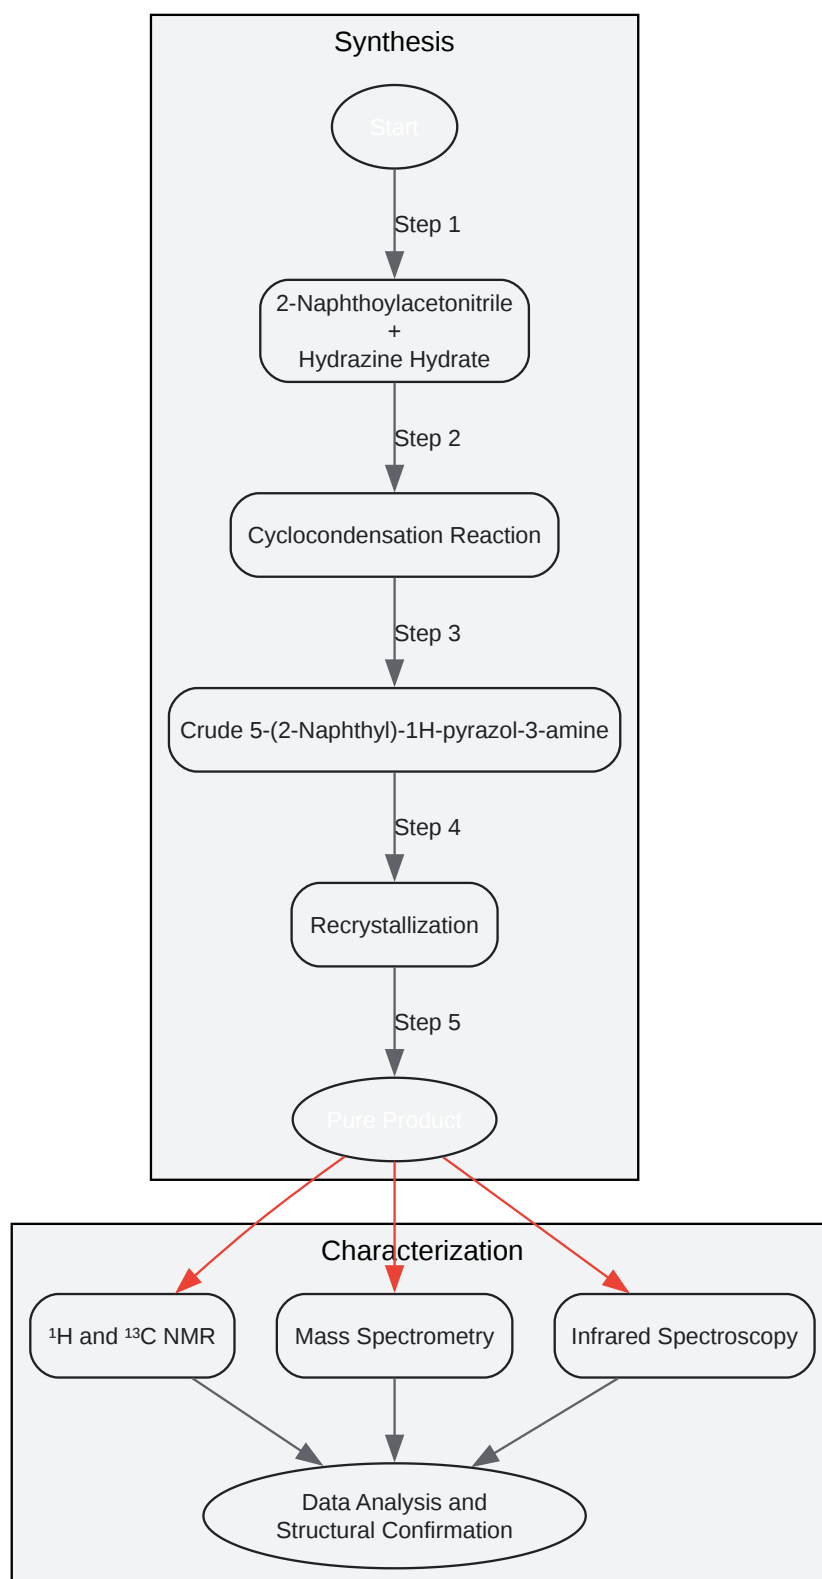 Synthesis
Start
Step 1
2-Naphthoylacetonitrile
+
Hydrazine Hydrate
Step 2
Cyclocondensation Reaction
Step 3
Crude 5-(2-Naphthyl)-1H-pyrazol-3-amine
Step 4
Recrystallization
Step 5
Pure Product
Characterization
¹H and ¹³C NMR
Mass Spectrometry
Infrared Spectroscopy
Data Analysis and
Structural Confirmation